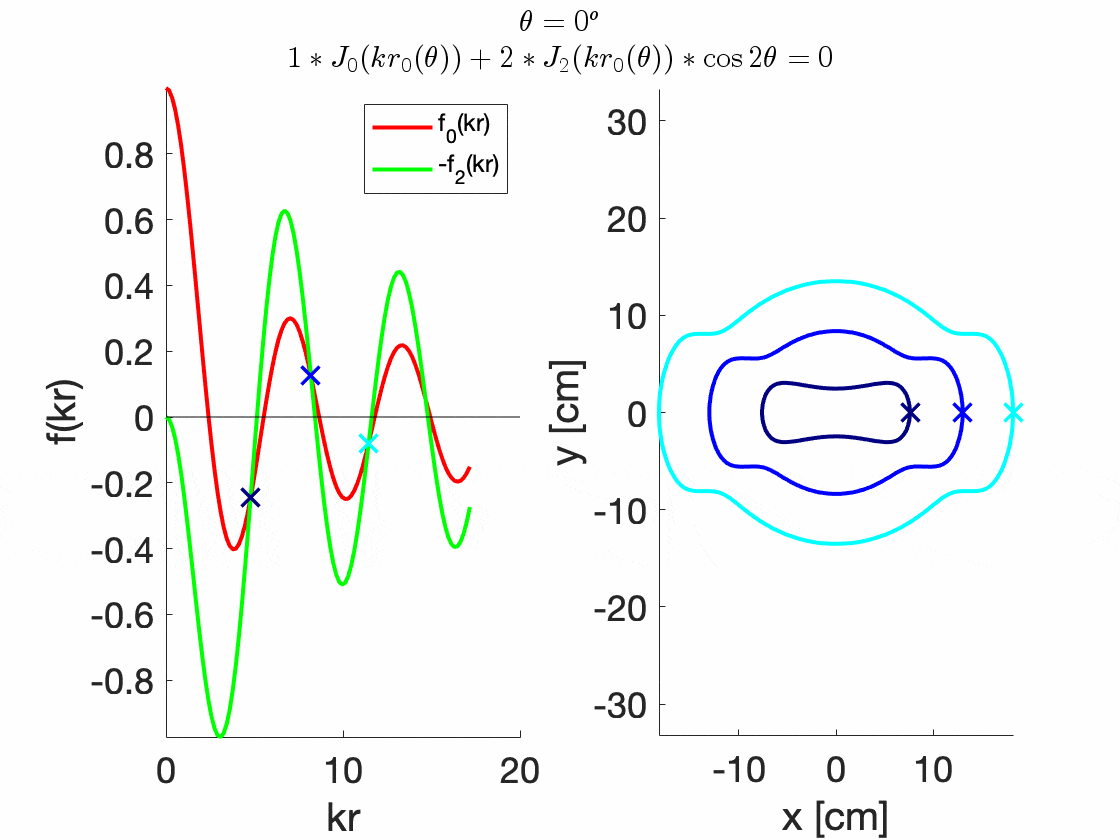 θ = 0º
1 ∗ J₀(kr₀(θ)) + 2 ∗ J₂(kr₀(θ)) ∗ cos 2θ = 0
f₀(kr)
-f₂(kr)
0.8
0.6
0.4
0.2
0
-0.2
-0.4
-0.6
-0.8
f(kr)
0 10 20
kr
30
20
10
0
-10
-20
-30
y [cm]
-10 0 10
x [cm]